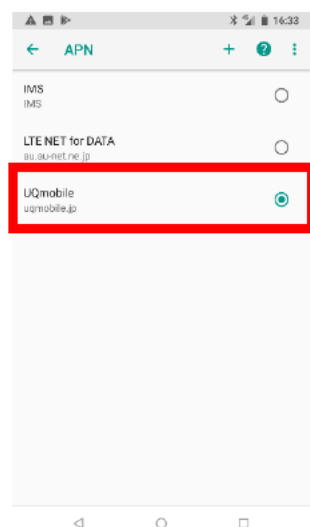 16:33
APN
IMS
IMS
LTE NET for DATA
au.au-net.ne.jp
UQmobile
uqmobile.jp